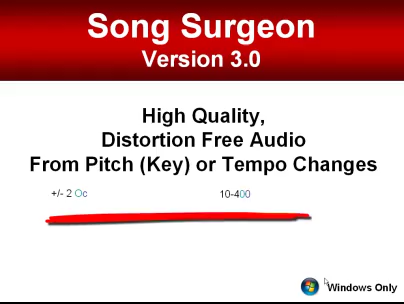 Song Surgeon
Version 3.0
High Quality,
Distortion Free Audio
From Pitch (Key) or Tempo Changes
+/- 2 Oc 10-400
Windows Only